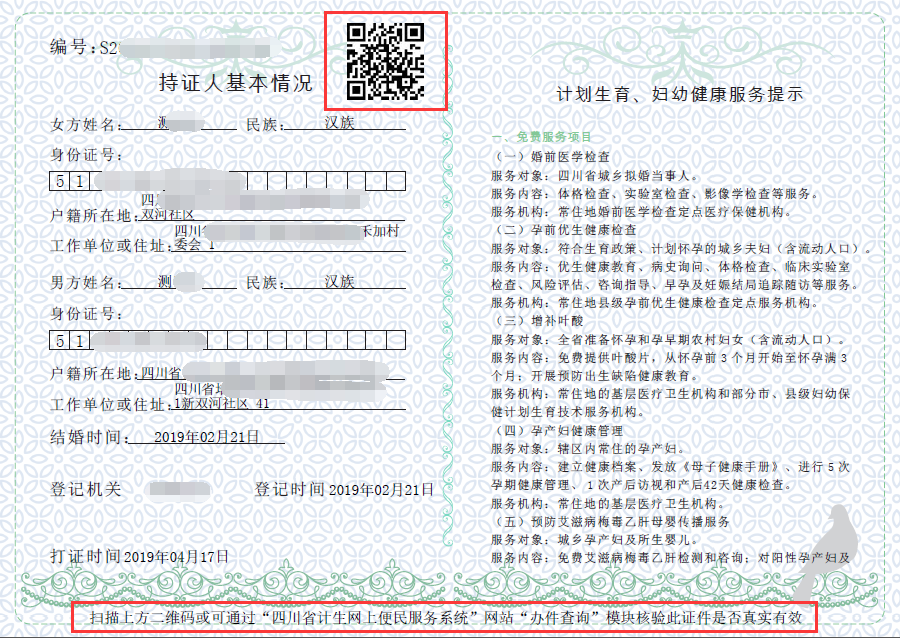 编号:S2
持证人基本情况
女方姓名: 测 民族: 汉族
身份证号:
51
四川
户籍所在地:双河社区
四川省 禾加村
工作单位或住址:委会 1
男方姓名: 测 民族: 汉族
身份证号:
51
户籍所在地:四川省
四川省
工作单位或住址:1新双河社区 41
结婚时间: 2019年02月21日
登记机关 登记时间2019年02月21日
打证时间2019年04月17日
计划生育、妇幼健康服务提示
一 免费服务项目
（一）婚前医学检查
服务对象：四川省城乡拟婚当事人。
服务内容：体格检查、实验室检查、影像学检查等服务。
服务机构：常住地婚前医学检查定点医疗保健机构。
（二）孕前优生健康检查
服务对象：符合生育政策、计划怀孕的城乡夫妇（含流动人口）。
服务内容：优生健康教育、病史询问、体格检查、临床实验室
检查、风险评估、咨询指导、早孕及妊娠结局追踪随访等服务。
服务机构：常住地县级孕前优生健康检查定点服务机构。
（三）增补叶酸
服务对象：全省准备怀孕和孕早期农村妇女（含流动人口）。
服务内容：免费提供叶酸片，从怀孕前3个月开始至怀孕满3
个月；开展预防出生缺陷健康教育。
服务机构：常住地的基层医疗卫生机构和部分市、县级妇幼保
健计划生育技术服务机构。
（四）孕产妇健康管理
服务对象：辖区内常住的孕产妇。
服务内容：建立健康档案、发放《母子健康手册》、进行5次
孕期健康管理、1次产后访视和产后42天健康检查。
服务机构：常住地的基层医疗卫生机构。
（五）预防艾滋病梅毒乙肝母婴传播服务
服务对象：城乡孕产妇及所生婴儿。
服务内容：免费艾滋病梅毒乙肝检测和咨询；对阳性孕产妇及
扫描上方二维码或可通过“四川省计生网上便民服务系统”网站“办件查询”模块核验此证件是否真实有效